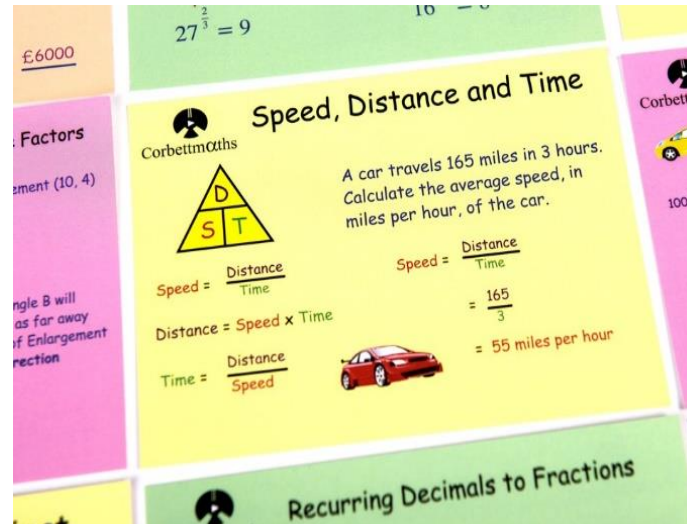 £6000
27^{2/3} = 9
16
Factors
ement (10, 4)
ngle B will
as far away
of Enlargement
rection
Corbettmαths
Speed, Distance and Time
D
S T
A car travels 165 miles in 3 hours.
Calculate the average speed, in
miles per hour, of the car.
Speed = Distance / Time
Distance = Speed x Time
Time = Distance / Speed
Speed = Distance / Time
= 165 / 3
= 55 miles per hour
Corbett
100
Recurring Decimals to Fractions